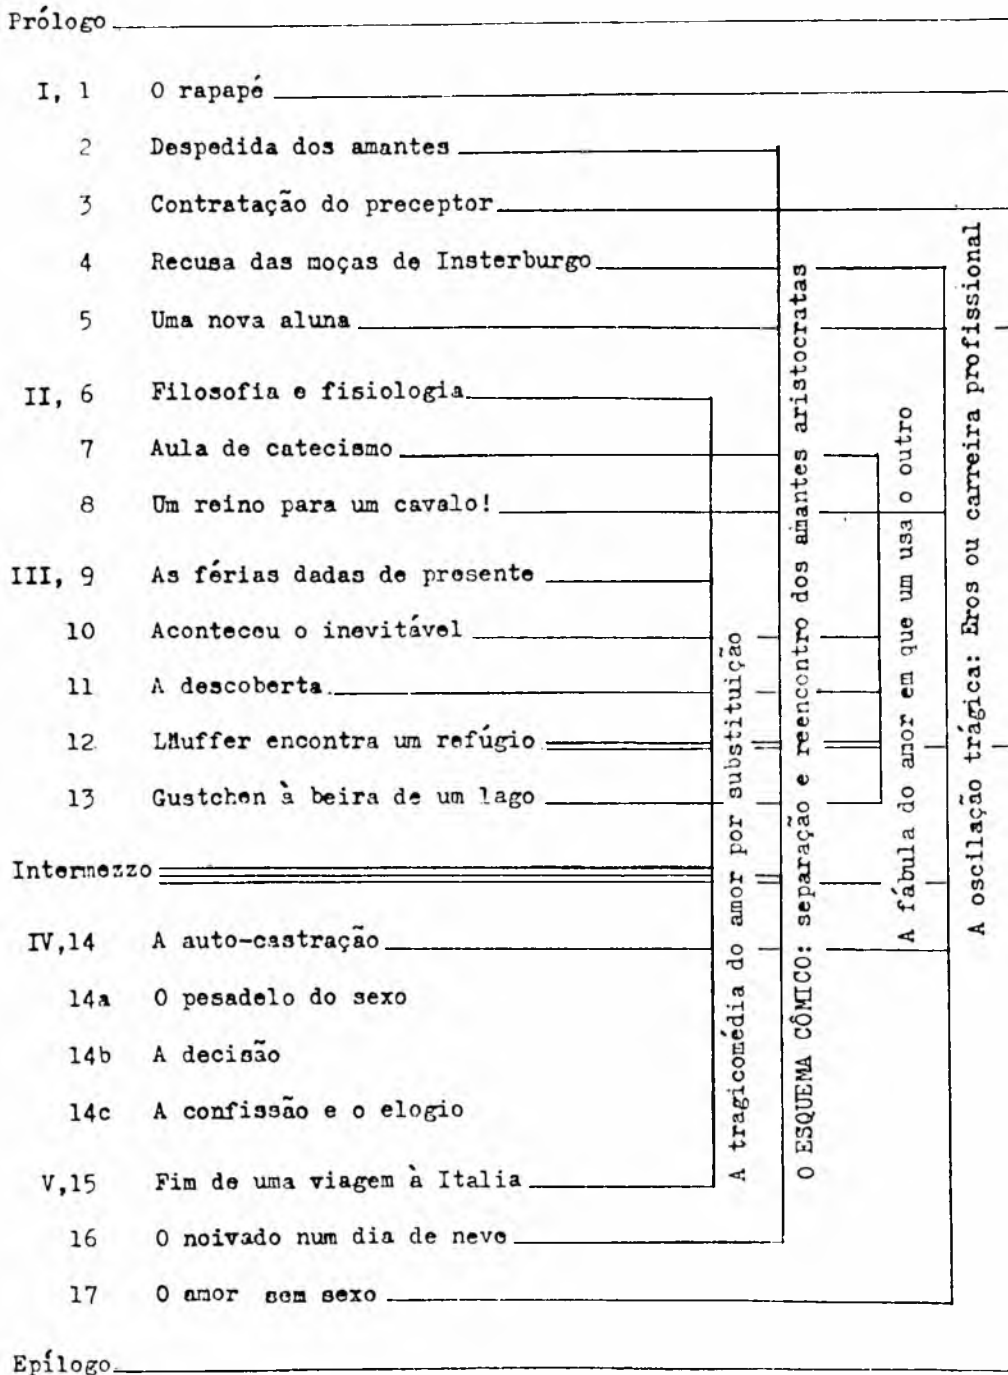 Prólogo
I, 1 O rapapé
2 Despedida dos amantes
3 Contratação do preceptor
4 Recusa das moças de Insterburgo
5 Uma nova aluna
II, 6 Filosofia e fisiologia
7 Aula de catecismo
8 Um reino para um cavalo!
III, 9 As férias dadas de presente
10 Aconteceu o inevitável
11 A descoberta
12 LMuffer encontra um refúgio
13 Gustchen à beira de um lago
Intermezzo
IV,14 A auto-castração
14a O pesadelo do sexo
14b A decisão
14c A confissão e o elogio
V,15 Fim de uma viagem à Italia
16 O noivado num dia de neve
17 O amor sem sexo
Epílogo
A tragicomédia do amor por substituição
O ESQUEMA CÔMICO: separação e reencontro dos amantes aristocratas
A fábula do amor em que um usa o outro
A oscilação trágica: Eros ou carreira profissional